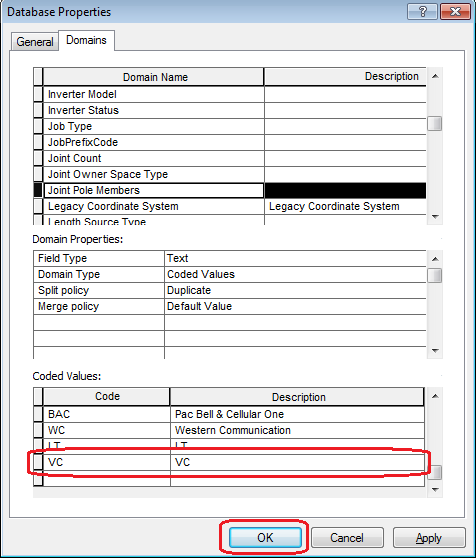 Database Properties
General Domains
Domain Name Description
Inverter Model
Inverter Status
Job Type
JobPrefixCode
Joint Count
Joint Owner Space Type
Joint Pole Members
Legacy Coordinate System Legacy Coordinate System
Length Source Type
Domain Properties:
Field Type Text
Domain Type Coded Values
Split policy Duplicate
Merge policy Default Value
Coded Values:
Code Description
BAC Pac Bell & Cellular One
WC Western Communication
LT LT
VC VC
OK Cancel Apply